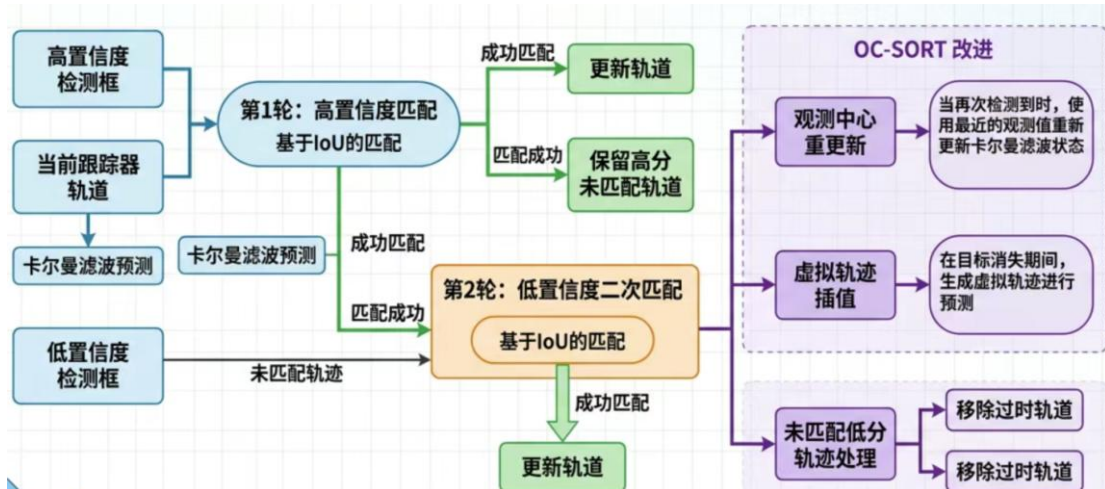 高置信度
检测框
当前跟踪器
轨道
卡尔曼滤波预测
低置信度
检测框
第1轮：高置信度匹配
基于IoU的匹配
成功匹配
更新轨道
匹配成功
保留高分
未匹配轨道
卡尔曼滤波预测
成功匹配
匹配成功
未匹配轨迹
第2轮：低置信度二次匹配
基于IoU的匹配
成功匹配
更新轨道
OC-SORT 改进
观测中心
重更新
当再次检测到时，使
用最近的观测值重新
更新卡尔曼滤波状态
虚拟轨迹
插值
在目标消失期间，
生成虚拟轨迹进行
预测
未匹配低分
轨迹处理
移除过时轨道
移除过时轨道